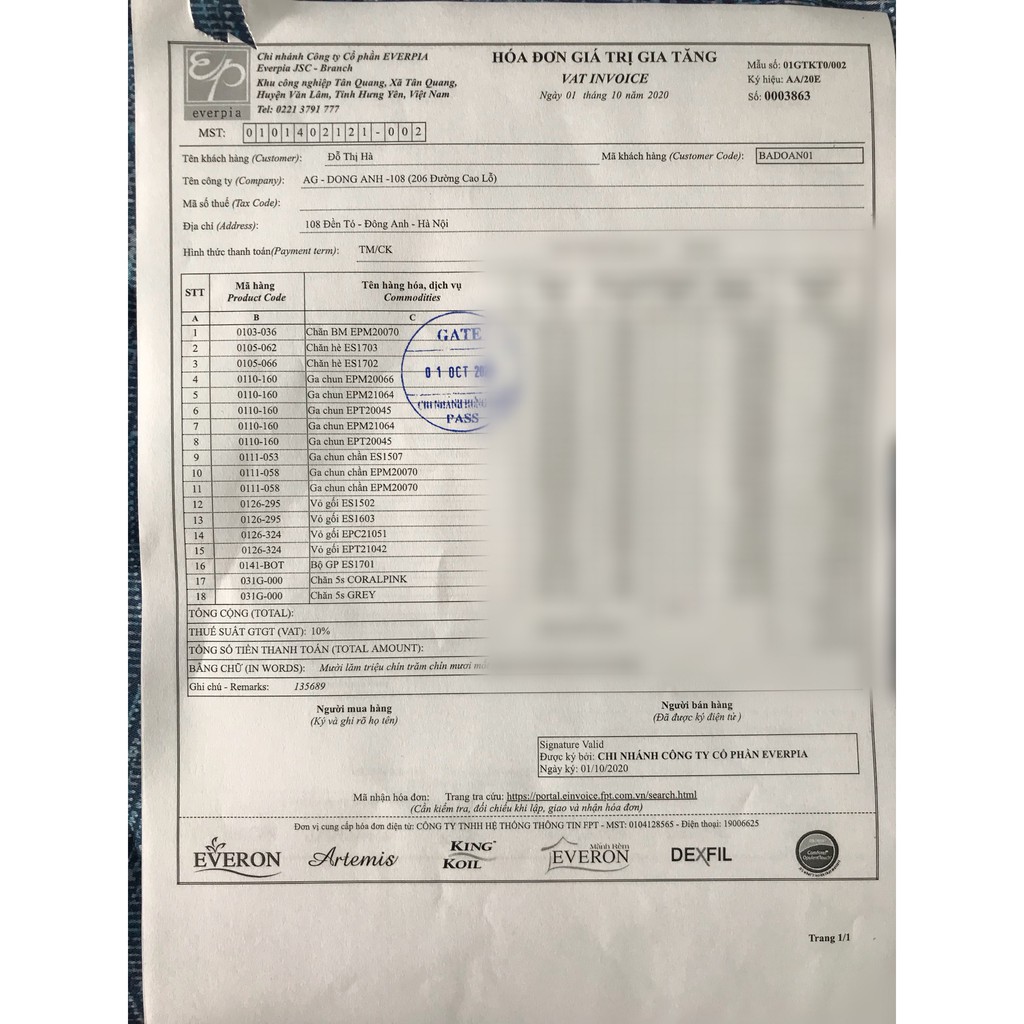 Chi nhánh Công ty Cổ phần EVERPIA
Everpia JSC - Branch
Khu công nghiệp Tân Quang, Xã Tân Quang,
Huyện Văn Lâm, Tỉnh Hưng Yên, Việt Nam
Tel: 0221 3791 777
everpia
HÓA ĐƠN GIÁ TRỊ GIA TĂNG
VAT INVOICE
Ngày 01 tháng 10 năm 2020
Mẫu số: 01GTKT0/002
Ký hiệu: AA/20E
Số: 0003863
MST: 0101402121-002
Tên khách hàng (Customer): Đỗ Thị Hà Mã khách hàng (Customer Code): BADOAN01
Tên công ty (Company): AG - DONG ANH -108 (206 Đường Cao Lỗ)
Mã số thuế (Tax Code):
Địa chỉ (Address): 108 Đền Tó - Đông Anh - Hà Nội
Hình thức thanh toán(Payment term): TM/CK
STT Mã hàng Product Code Tên hàng hóa, dịch vụ Commodities
A B C
1 0103-036 Chăn BM EPM20070
2 0105-062 Chăn hè ES1703
3 0105-066 Chăn hè ES1702
4 0110-160 Ga chun EPM20066
5 0110-160 Ga chun EPM21064
6 0110-160 Ga chun EPT20045
7 0110-160 Ga chun EPM21064
8 0110-160 Ga chun EPT20045
9 0111-053 Ga chun chần ES1507
10 0111-058 Ga chun chần EPM20070
11 0111-058 Ga chun chần EPM20070
12 0126-295 Vỏ gối ES1502
13 0126-295 Vỏ gối ES1603
14 0126-324 Vỏ gối EPC21051
15 0126-324 Vỏ gối EPT21042
16 0141-BOT Bộ GP ES1701
17 031G-000 Chăn 5s CORALPINK
18 031G-000 Chăn 5s GREY
GATE
01 OCT
CHI NHÁNH
PASS
TỔNG CỘNG (TOTAL):
THUẾ SUẤT GTGT (VAT): 10%
TỔNG SỐ TIỀN THANH TOÁN (TOTAL AMOUNT):
BẰNG CHỮ (IN WORDS): Mười lăm triệu chín trăm chín mươi
Ghi chú - Remarks: 135689
Người mua hàng
(Ký và ghi rõ họ tên)
Người bán hàng
(Đã được ký điện tử )
Signature Valid
Được ký bởi: CHI NHÁNH CÔNG TY CỔ PHẦN EVERPIA
Ngày ký: 01/10/2020
Mã nhận hóa đơn: Trang tra cứu: https://portal.einvoice.fpt.com.vn/search.html
(Cần kiểm tra, đối chiếu khi lập, giao và nhận hóa đơn)
Đơn vị cung cấp hóa đơn điện tử: CÔNG TY TNHH HỆ THỐNG THÔNG TIN FPT - MST: 0104128565 - Điện thoại: 19006625
EVERON Artemis KING KOIL Mành Rèm EVERON DEXFIL
Trang 1/1